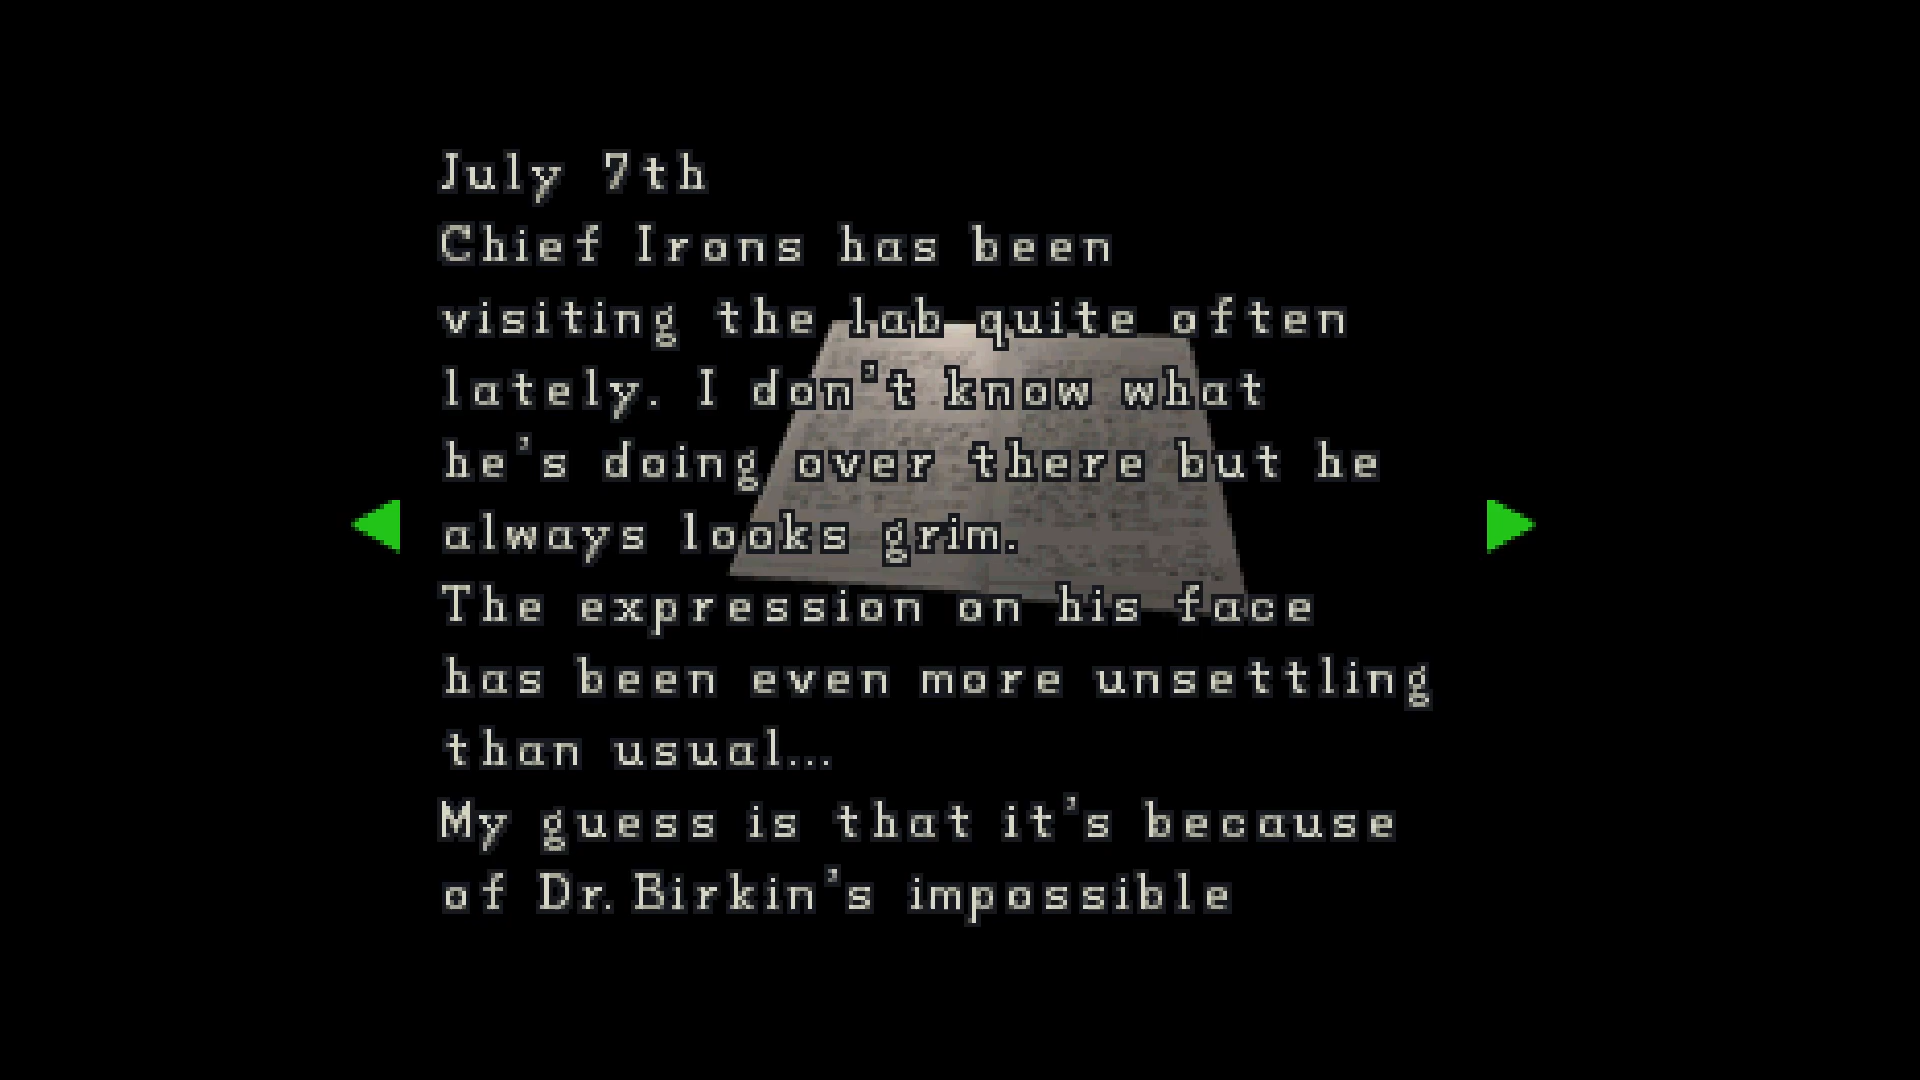 July 7th
Chief Irons has been
visiting the lab quite often
lately. I don't know what
he's doing over there but he
always looks grim.
The expression on his face
has been even more unsettling
than usual...
My guess is that it's because
of Dr. Birkin's impossible